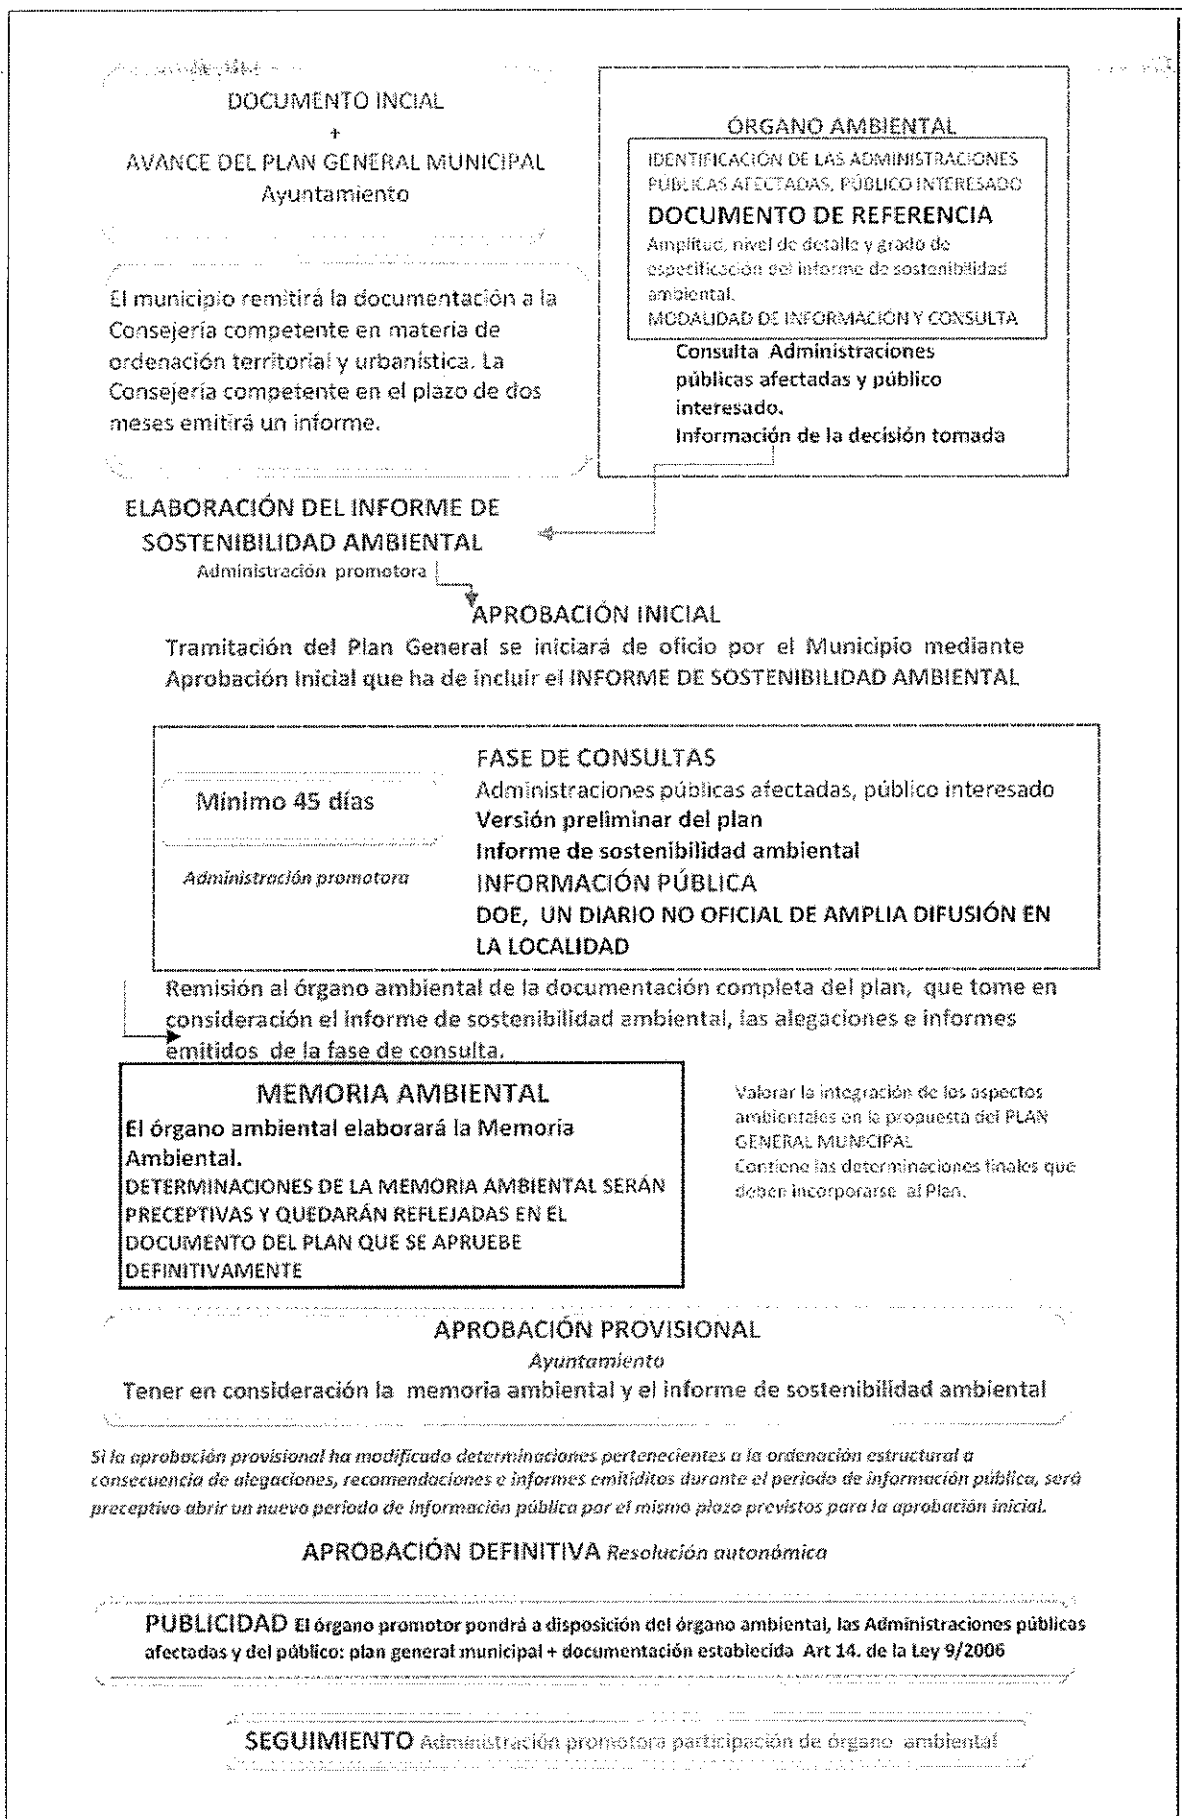 DOCUMENTO INCIAL
+
AVANCE DEL PLAN GENERAL MUNICIPAL
Ayuntamiento
El municipio remitirá la documentación a la
Consejería competente en materia de
ordenación territorial y urbanística. La
Consejería competente en el plazo de dos
meses emitirá un informe.
ÓRGANO AMBIENTAL
IDENTIFICACIÓN DE LAS ADMINISTRACIONES
PÚBLICAS AFECTADAS, PÚBLICO INTERESADO
DOCUMENTO DE REFERENCIA
Amplitud, nivel de detalle y grado de
especificación del informe de sostenibilidad
ambiental.
MODALIDAD DE INFORMACIÓN Y CONSULTA
Consulta Administraciones
públicas afectadas y público
interesado.
Información de la decisión tomada
ELABORACIÓN DEL INFORME DE
SOSTENIBILIDAD AMBIENTAL
Administración promotora
APROBACIÓN INICIAL
Tramitación del Plan General se iniciará de oficio por el Municipio mediante
Aprobación Inicial que ha de incluir el INFORME DE SOSTENIBILIDAD AMBIENTAL
Mínimo 45 días
Administración promotora
FASE DE CONSULTAS
Administraciones públicas afectadas, público interesado
Versión preliminar del plan
Informe de sostenibilidad ambiental
INFORMACIÓN PÚBLICA
DOE, UN DIARIO NO OFICIAL DE AMPLIA DIFUSIÓN EN
LA LOCALIDAD
Remisión al órgano ambiental de la documentación completa del plan, que tome en
consideración el informe de sostenibilidad ambiental, las alegaciones e informes
emitidos de la fase de consulta.
MEMORIA AMBIENTAL
El órgano ambiental elaborará la Memoria
Ambiental.
DETERMINACIONES DE LA MEMORIA AMBIENTAL SERÁN
PRECEPTIVAS Y QUEDARÁN REFLEJADAS EN EL
DOCUMENTO DEL PLAN QUE SE APRUEBE
DEFINITIVAMENTE
Valorar la integración de los aspectos
ambientales en la propuesta del PLAN
GENERAL MUNICIPAL
Contiene las determinaciones finales que
deben incorporarse al Plan.
APROBACIÓN PROVISIONAL
Ayuntamiento
Tener en consideración la memoria ambiental y el informe de sostenibilidad ambiental
Si la aprobación provisional ha modificado determinaciones pertenecientes a la ordenación estructural a
consecuencia de alegaciones, recomendaciones e informes emitiditos durante el periodo de información pública, será
preceptivo abrir un nuevo periodo de información pública por el mismo plazo previstos para la aprobación inicial.
APROBACIÓN DEFINITIVA Resolución autonómica
PUBLICIDAD El órgano promotor pondrá a disposición del órgano ambiental, las Administraciones públicas
afectadas y del público: plan general municipal + documentación establecida Art 14. de la Ley 9/2006
SEGUIMIENTO Administración promotora participación de órgano ambiental